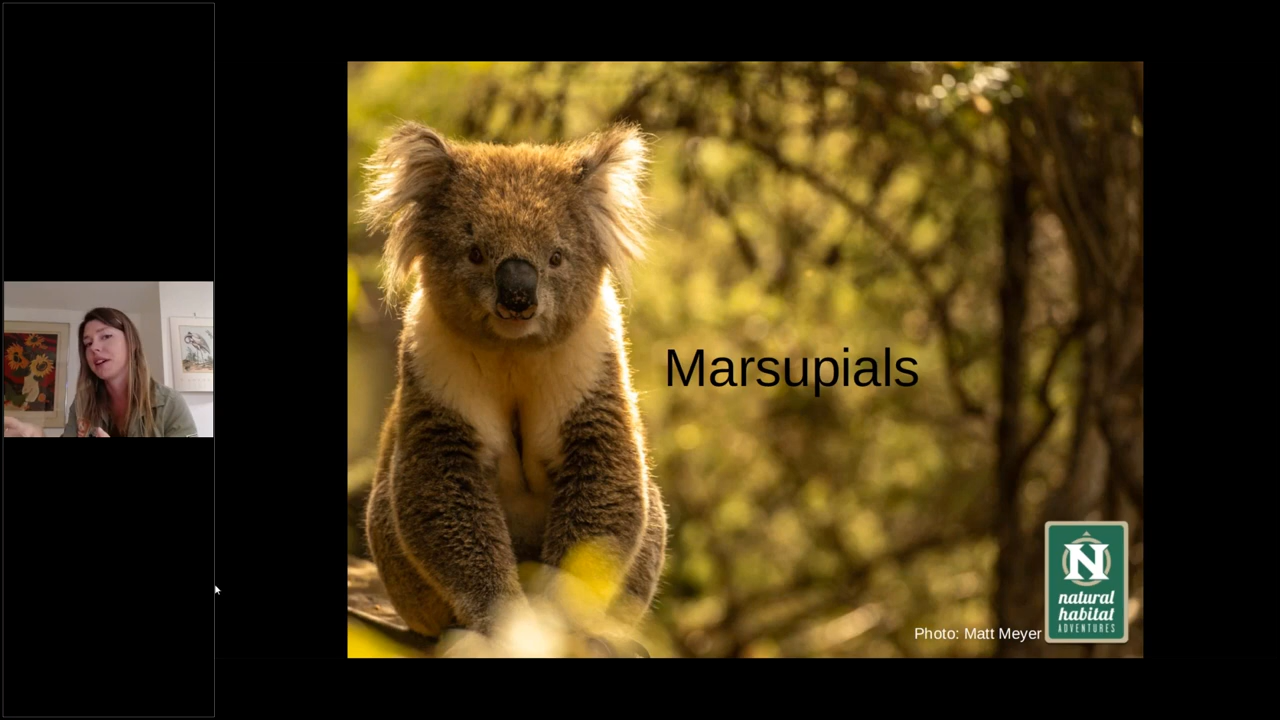 Marsupials
Photo: Matt Meyer
N
natural
habitat
ADVENTURES